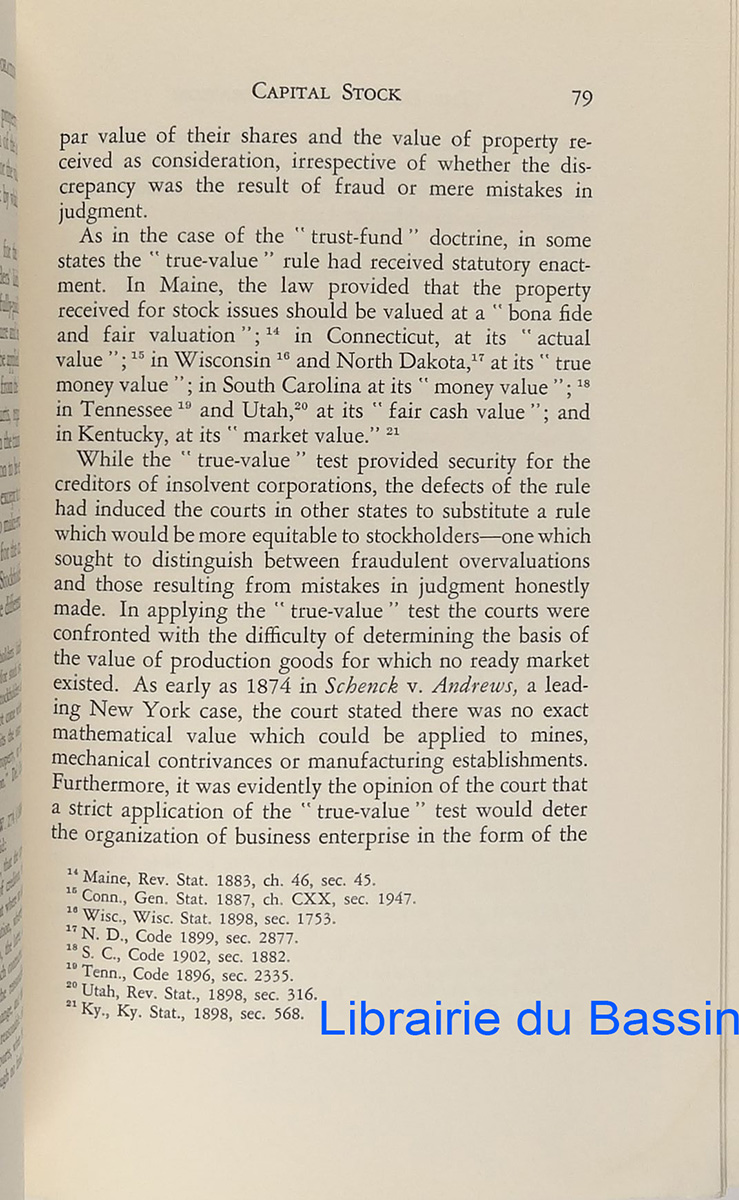 CAPITAL STOCK 79
par value of their shares and the value of property re-
ceived as consideration, irrespective of whether the dis-
crepancy was the result of fraud or mere mistakes in
judgment.
As in the case of the " trust-fund " doctrine, in some
states the " true-value " rule had received statutory enact-
ment. In Maine, the law provided that the property
received for stock issues should be valued at a " bona fide
and fair valuation "; ¹⁴ in Connecticut, at its " actual
value "; ¹⁵ in Wisconsin ¹⁶ and North Dakota,¹⁷ at its " true
money value "; in South Carolina at its " money value "; ¹⁸
in Tennessee ¹⁹ and Utah,²⁰ at its " fair cash value "; and
in Kentucky, at its " market value." ²¹
While the " true-value " test provided security for the
creditors of insolvent corporations, the defects of the rule
had induced the courts in other states to substitute a rule
which would be more equitable to stockholders—one which
sought to distinguish between fraudulent overvaluations
and those resulting from mistakes in judgment honestly
made. In applying the " true-value " test the courts were
confronted with the difficulty of determining the basis of
the value of production goods for which no ready market
existed. As early as 1874 in Schenck v. Andrews, a lead-
ing New York case, the court stated there was no exact
mathematical value which could be applied to mines,
mechanical contrivances or manufacturing establishments.
Furthermore, it was evidently the opinion of the court that
a strict application of the " true-value " test would deter
the organization of business enterprise in the form of the
¹⁴ Maine, Rev. Stat. 1883, ch. 46, sec. 45.
¹⁵ Conn., Gen. Stat. 1887, ch. CXX, sec. 1947.
¹⁶ Wisc., Wisc. Stat. 1898, sec. 1753.
¹⁷ N. D., Code 1899, sec. 2877.
¹⁸ S. C., Code 1902, sec. 1882.
¹⁹ Tenn., Code 1896, sec. 2335.
²⁰ Utah, Rev. Stat., 1898, sec. 316.
²¹ Ky., Ky. Stat., 1898, sec. 568.
Librairie du Bassin